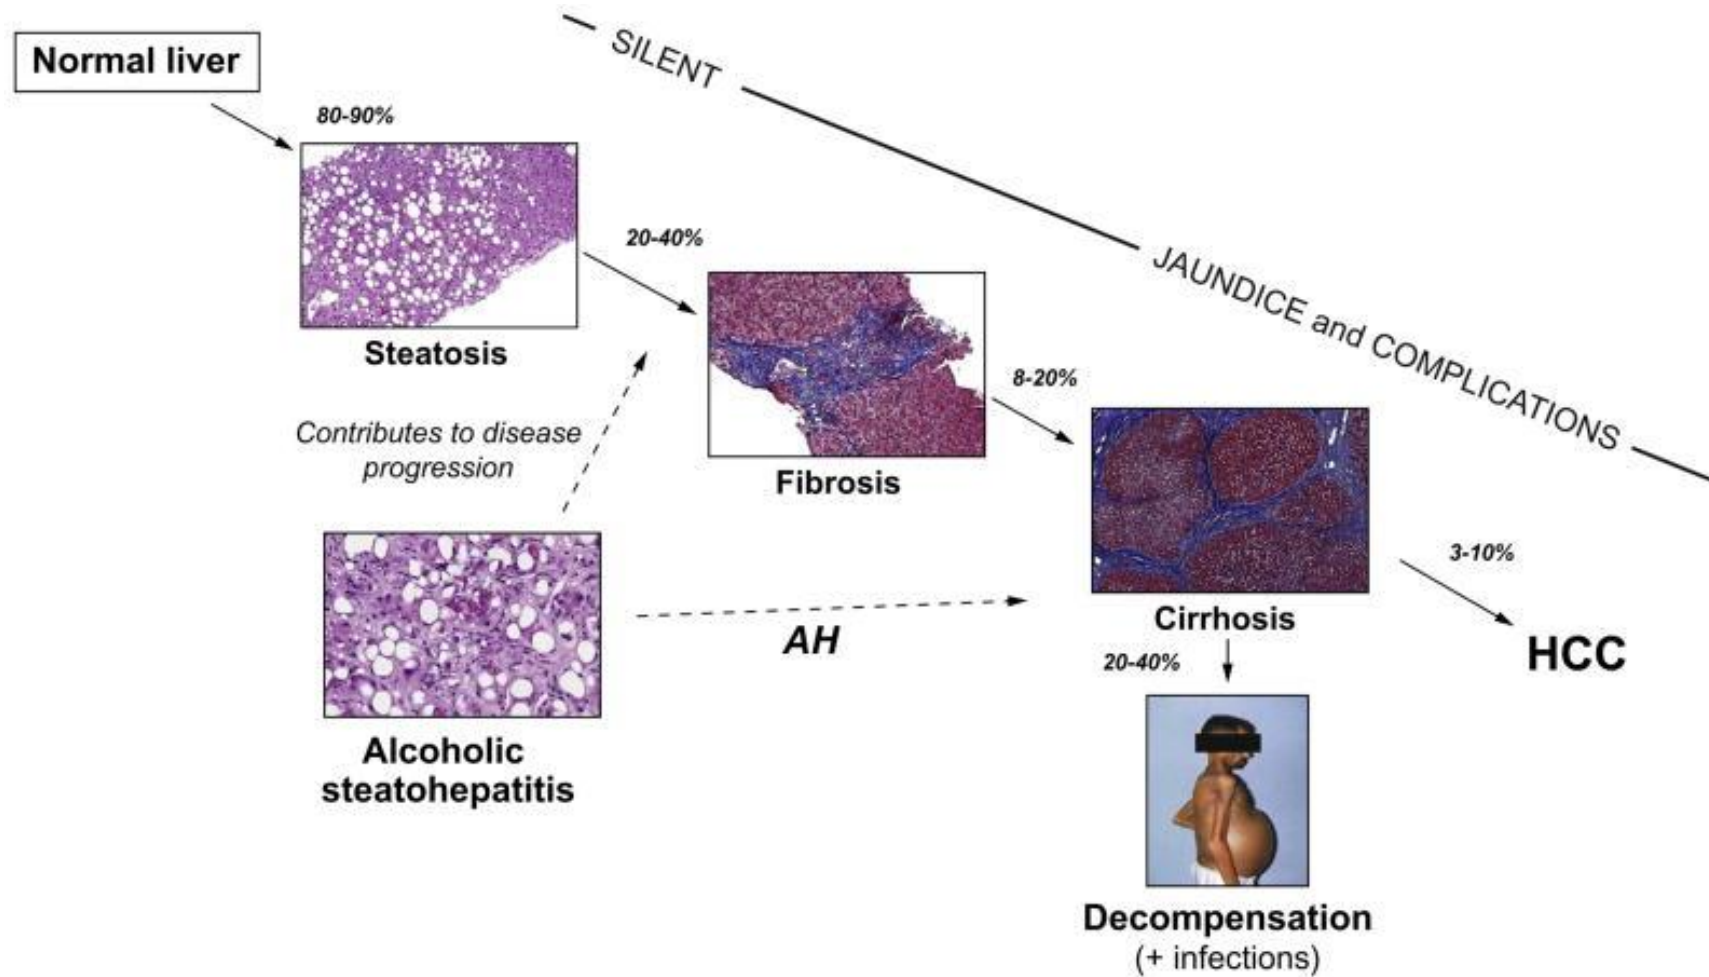 Normal liver
SILENT
80-90%
Steatosis
20-40%
JAUNDICE and COMPLICATIONS
Fibrosis
8-20%
Contributes to disease
progression
Alcoholic
steatohepatitis
AH
Cirrhosis
3-10%
HCC
20-40%
Decompensation
(+ infections)